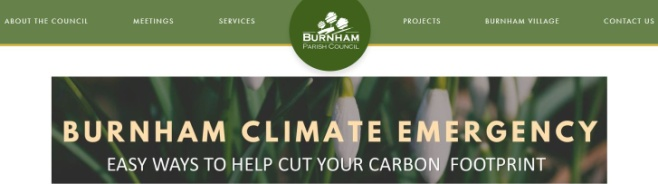 ABOUT THE COUNCIL MEETINGS SERVICES BURNHAM PROJECTS BURNHAM VILLAGE CONTACT US
PARISH COUNCIL
BURNHAM CLIMATE EMERGENCY
EASY WAYS TO HELP CUT YOUR CARBON FOOTPRINT